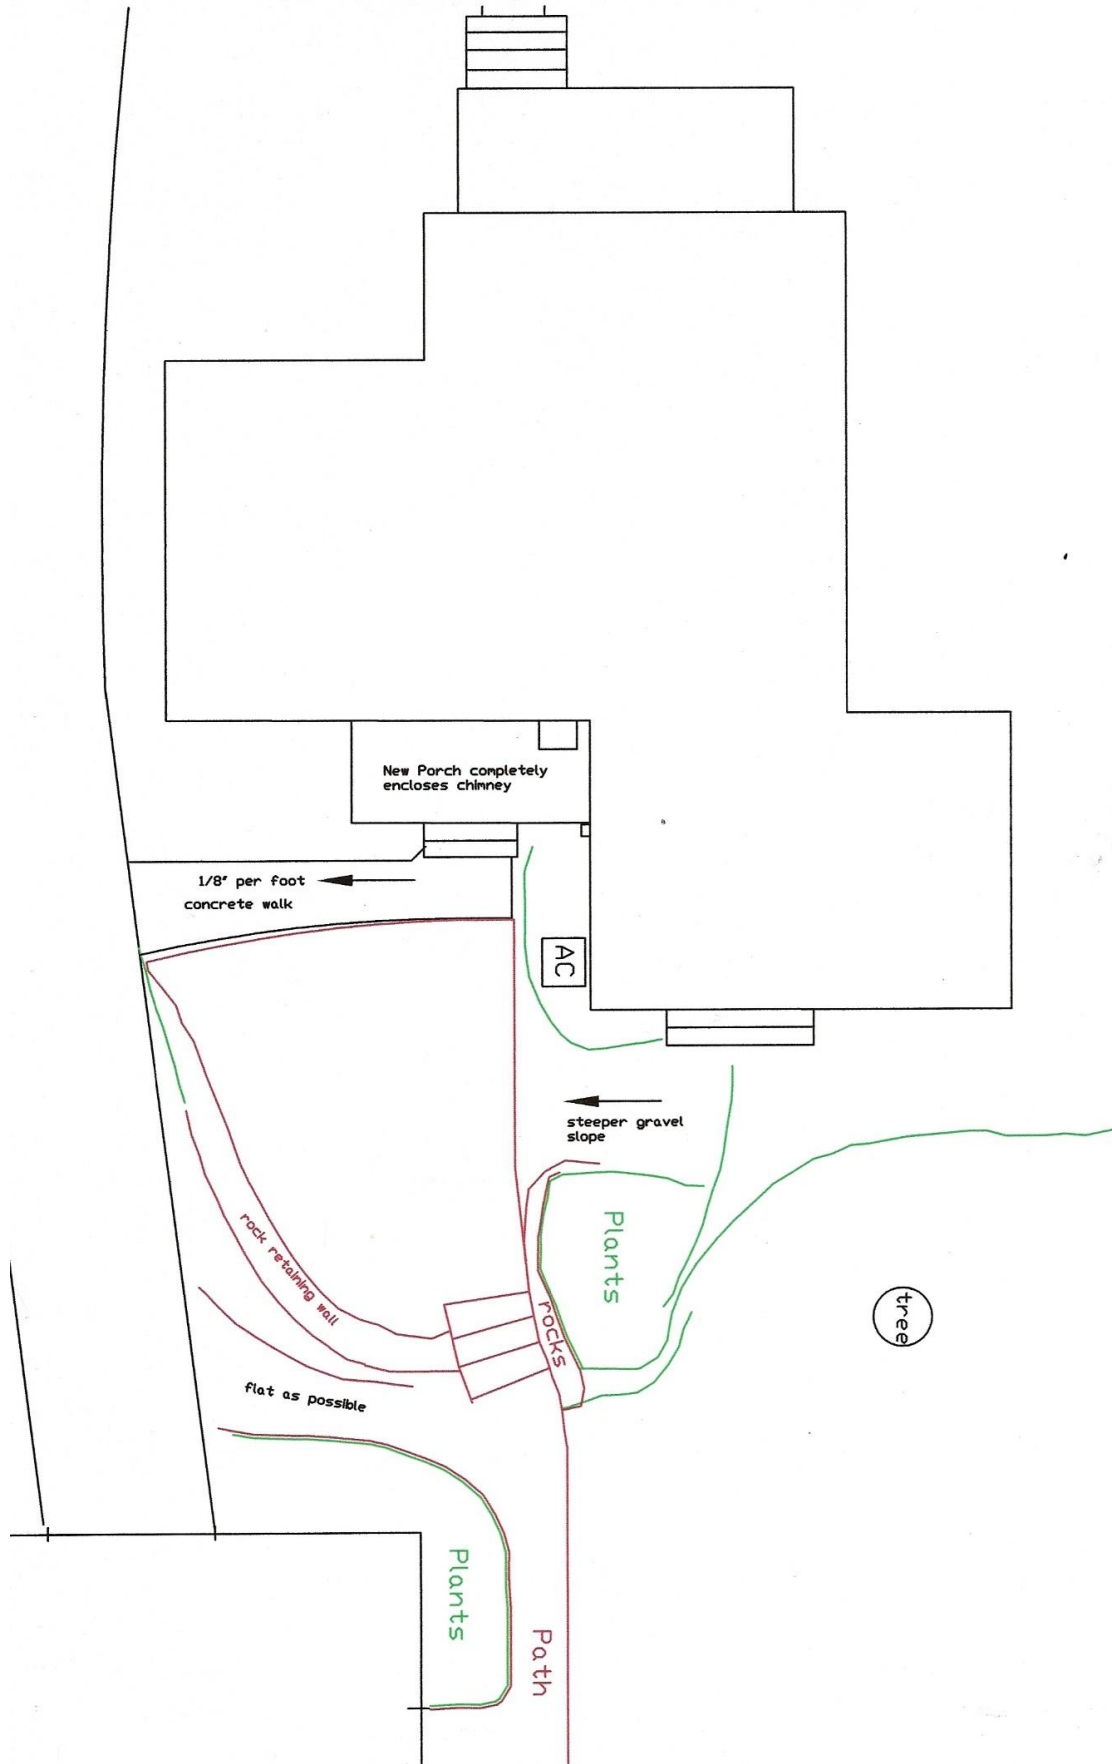 New Porch completely
encloses chimney
1/8" per foot
concrete walk
AC
steeper gravel
slope
Plants
rocks
tree
rock retaining wall
flat as possible
Plants
Path